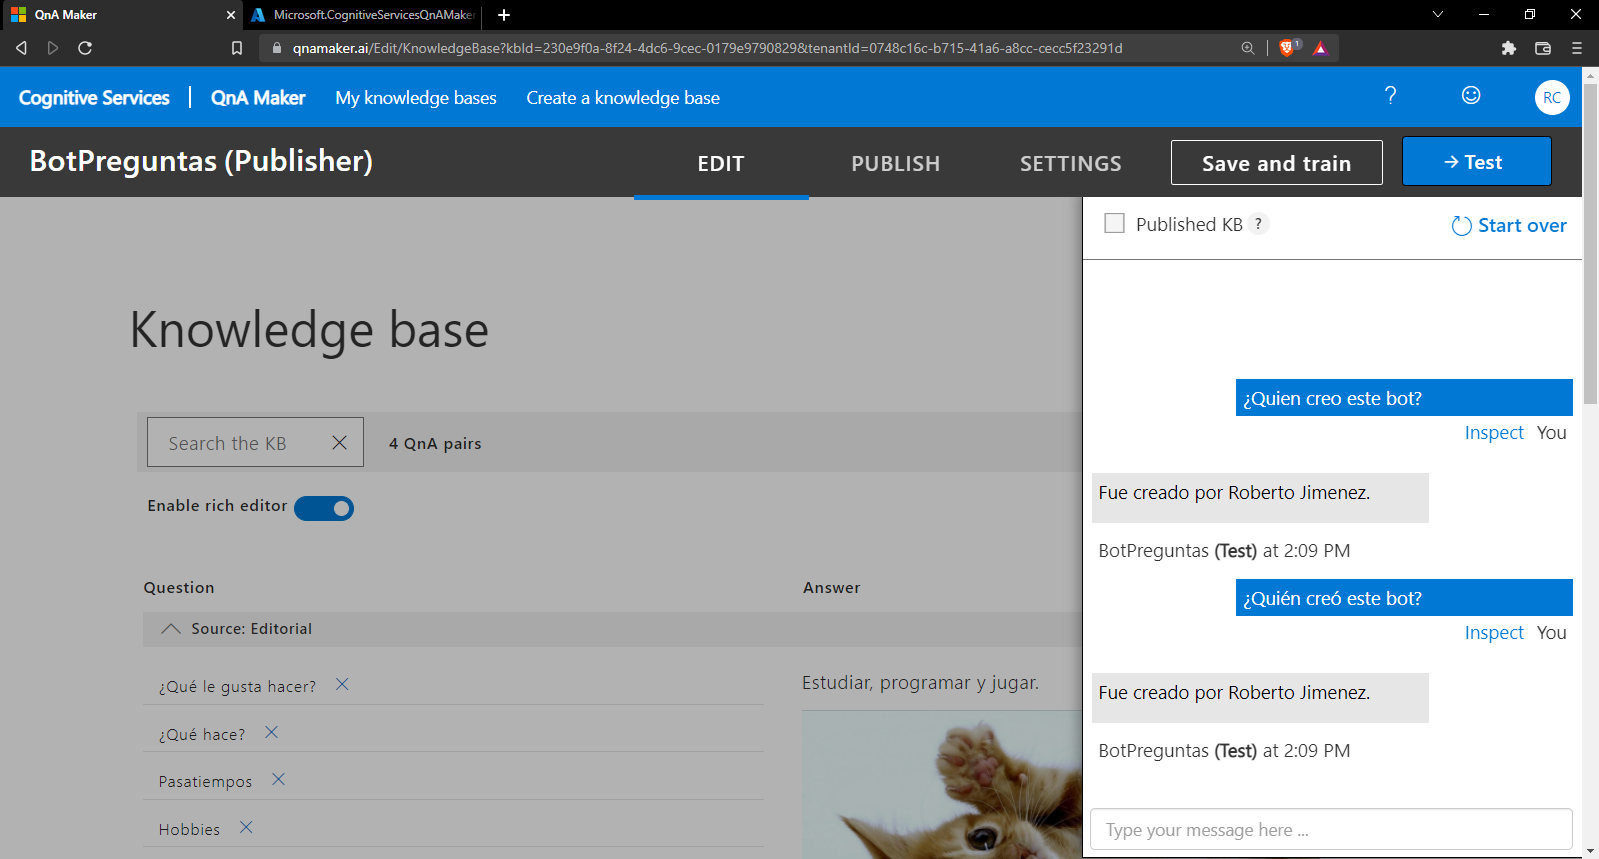 QnA Maker
Microsoft.CognitiveServicesQnAMaker
qnamaker.ai/Edit/KnowledgeBase?kbId=230e9f0a-8f24-4dc6-9cec-0179e9790829&tenantId=0748c16c-b715-41a6-a8cc-cecc5f23291d
1
Cognitive Services | QnA Maker My knowledge bases Create a knowledge base ? RC
BotPreguntas (Publisher) EDIT PUBLISH SETTINGS Save and train → Test
Published KB ? Start over
Knowledge base
Search the KB
4 QnA pairs
Enable rich editor
Question Answer
Source: Editorial
¿Qué le gusta hacer?
¿Qué hace?
Pasatiempos
Hobbies
Estudiar, programar y jugar.
¿Quien creo este bot?
Inspect You
Fue creado por Roberto Jimenez.
BotPreguntas (Test) at 2:09 PM
¿Quién creó este bot?
Inspect You
Fue creado por Roberto Jimenez.
BotPreguntas (Test) at 2:09 PM
Type your message here ...